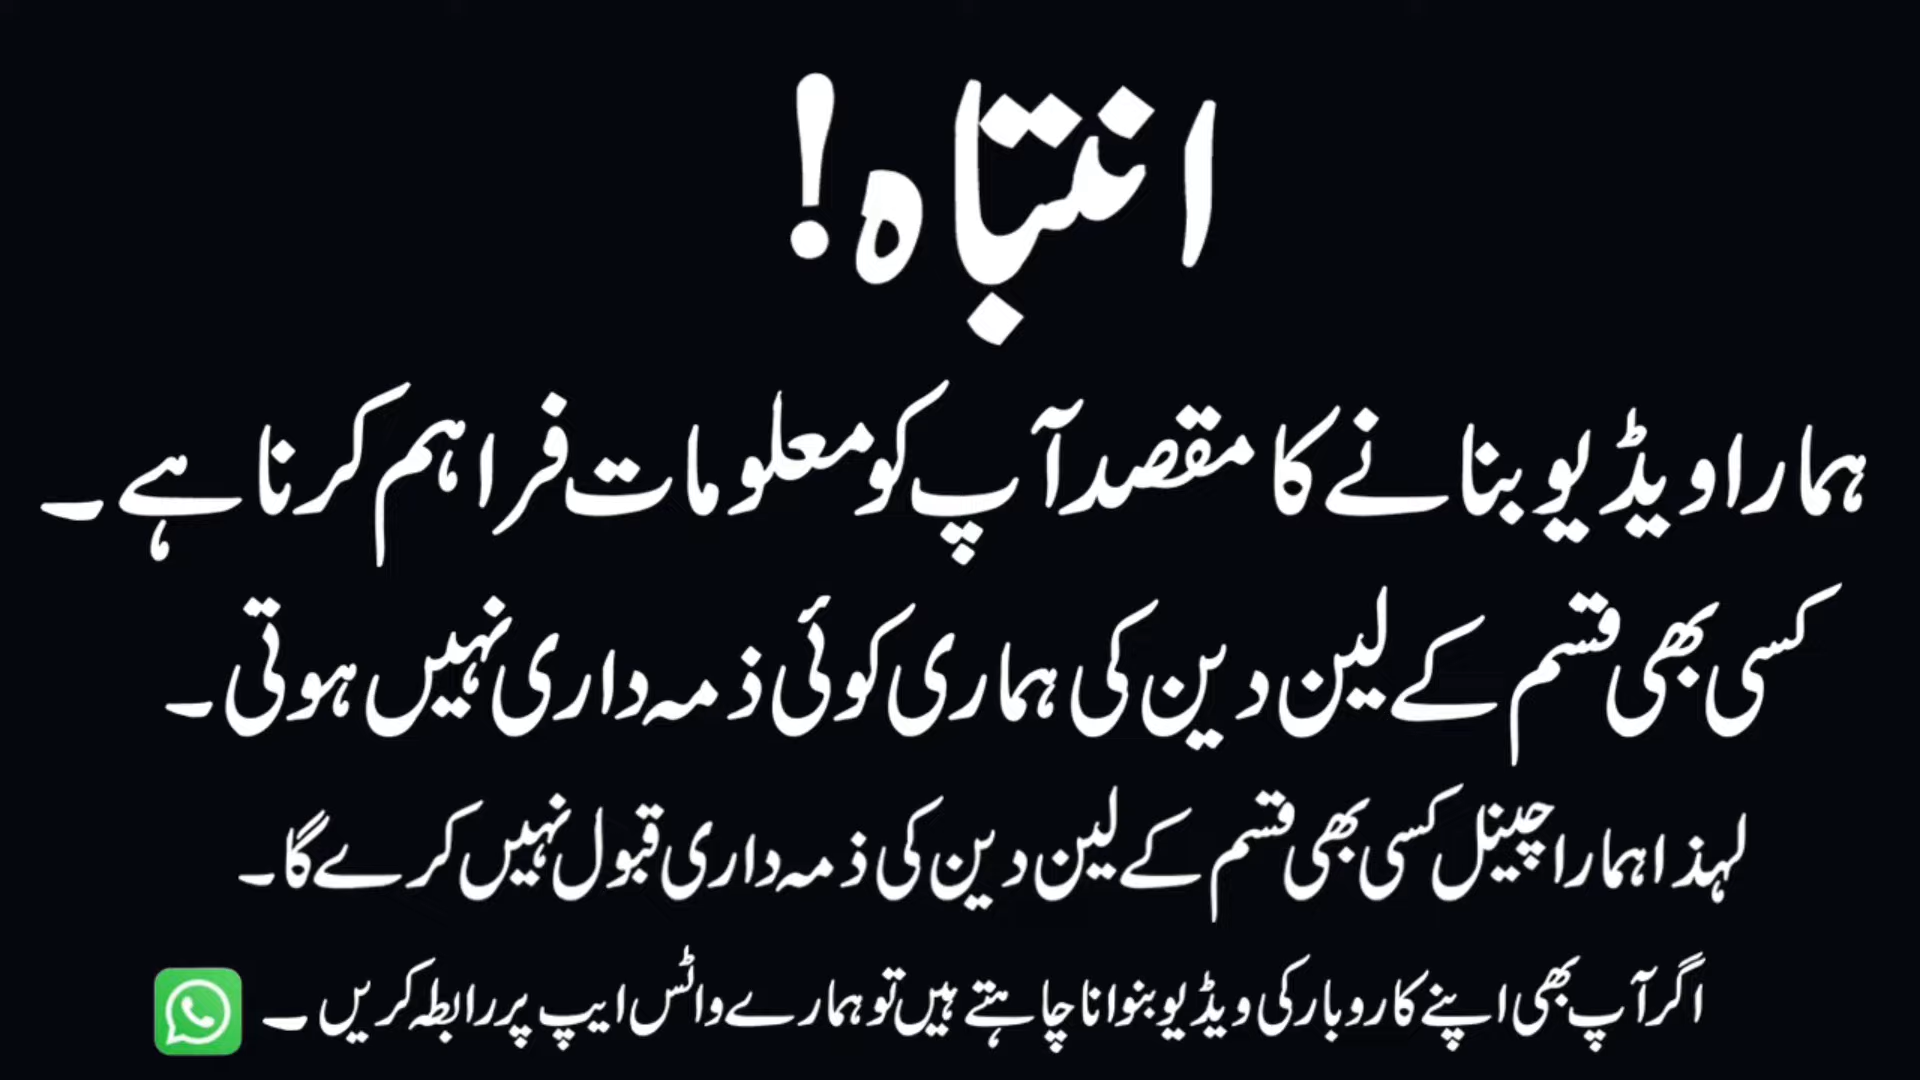 انتباہ!
ہمارا ویڈیو بنانے کا مقصد آپ کو معلومات فراہم کرنا ہے۔
کسی بھی قسم کے لین دین کی ہماری کوئی ذمہ داری نہیں ہوتی۔
لہذا ہمارا چینل کسی بھی قسم کے لین دین کی ذمہ داری قبول نہیں کرے گا۔
اگر آپ بھی اپنے کاروبار کی ویڈیو بنوانا چاہتے ہیں تو ہمارے واٹس ایپ پر رابطہ کریں۔